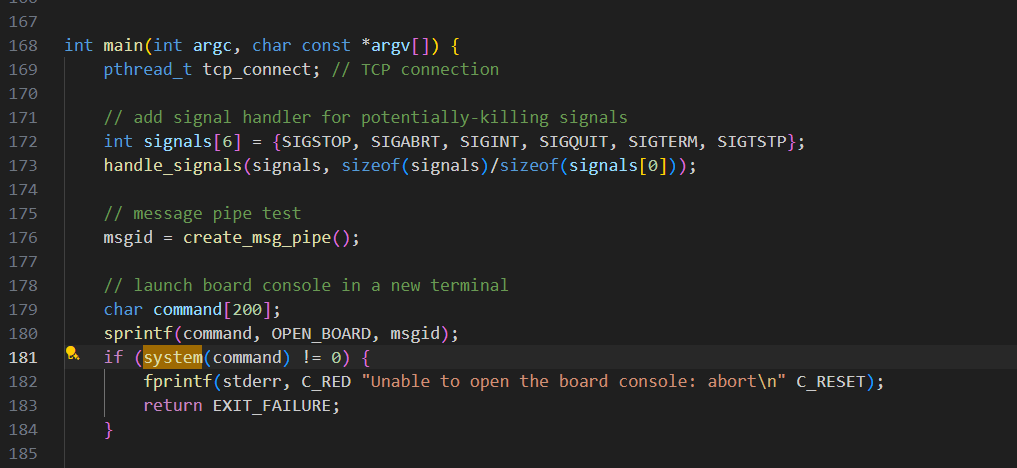 166
167
168 int main(int argc, char const *argv[]) {
169 pthread_t tcp_connect; // TCP connection
170
171 // add signal handler for potentially-killing signals
172 int signals[6] = {SIGSTOP, SIGABRT, SIGINT, SIGQUIT, SIGTERM, SIGTSTP};
173 handle_signals(signals, sizeof(signals)/sizeof(signals[0]));
174
175 // message pipe test
176 msgid = create_msg_pipe();
177
178 // launch board console in a new terminal
179 char command[200];
180 sprintf(command, OPEN_BOARD, msgid);
181 if (system(command) != 0) {
182 fprintf(stderr, C_RED "Unable to open the board console: abort\n" C_RESET);
183 return EXIT_FAILURE;
184 }
185